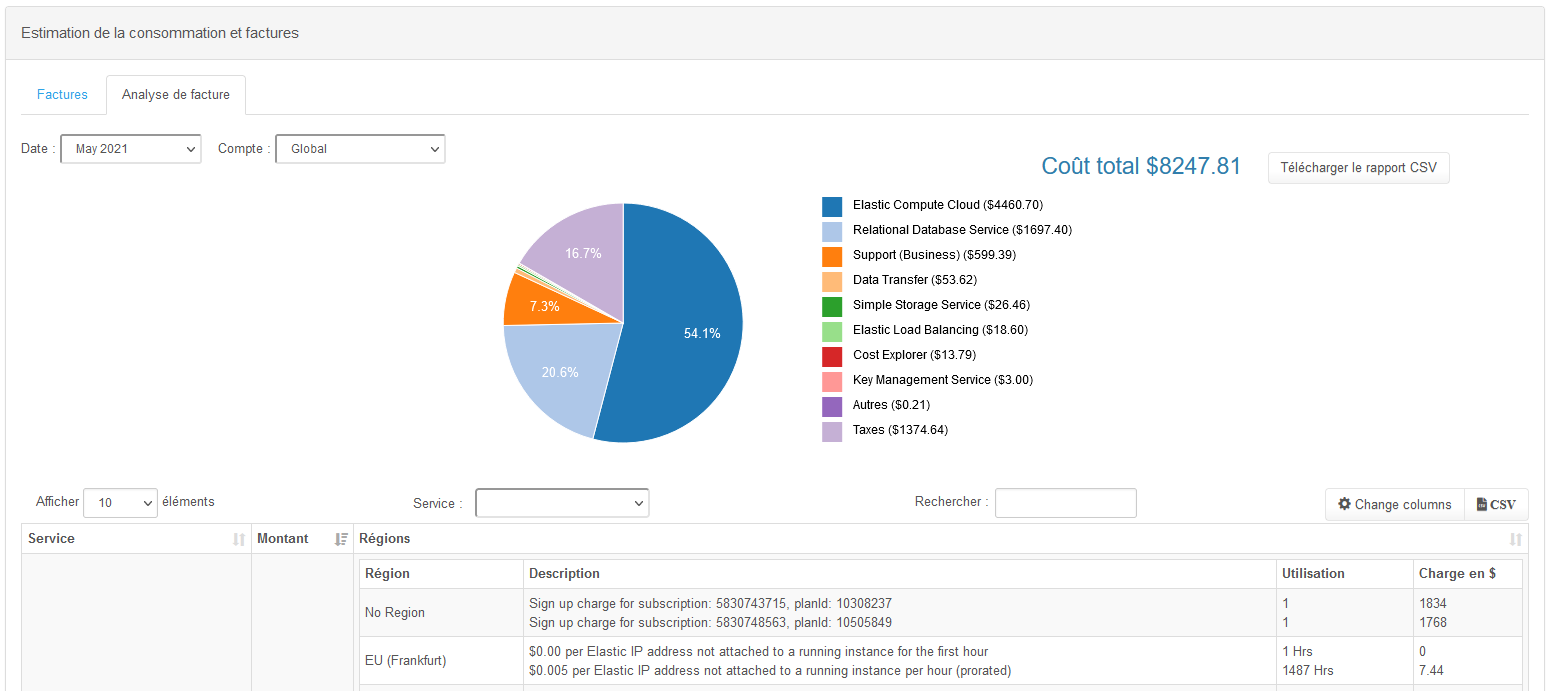 Estimation de la consommation et factures
Factures Analyse de facture
Date : May 2021 Compte : Global
Coût total $8247.81 Télécharger le rapport CSV
16.7%
7.3%
54.1%
20.6%
Elastic Compute Cloud ($4460.70)
Relational Database Service ($1697.40)
Support (Business) ($599.39)
Data Transfer ($53.62)
Simple Storage Service ($26.46)
Elastic Load Balancing ($18.60)
Cost Explorer ($13.79)
Key Management Service ($3.00)
Autres ($0.21)
Taxes ($1374.64)
Afficher 10 éléments Service : Rechercher : Change columns CSV
Service Montant Régions
Région Description Utilisation Charge en $
No Region
Sign up charge for subscription: 5830743715, planId: 10308237 1 1834
Sign up charge for subscription: 5830748563, planId: 10505849 1 1768
EU (Frankfurt)
$0.00 per Elastic IP address not attached to a running instance for the first hour 1 Hrs 0
$0.005 per Elastic IP address not attached to a running instance per hour (prorated) 1487 Hrs 7.44